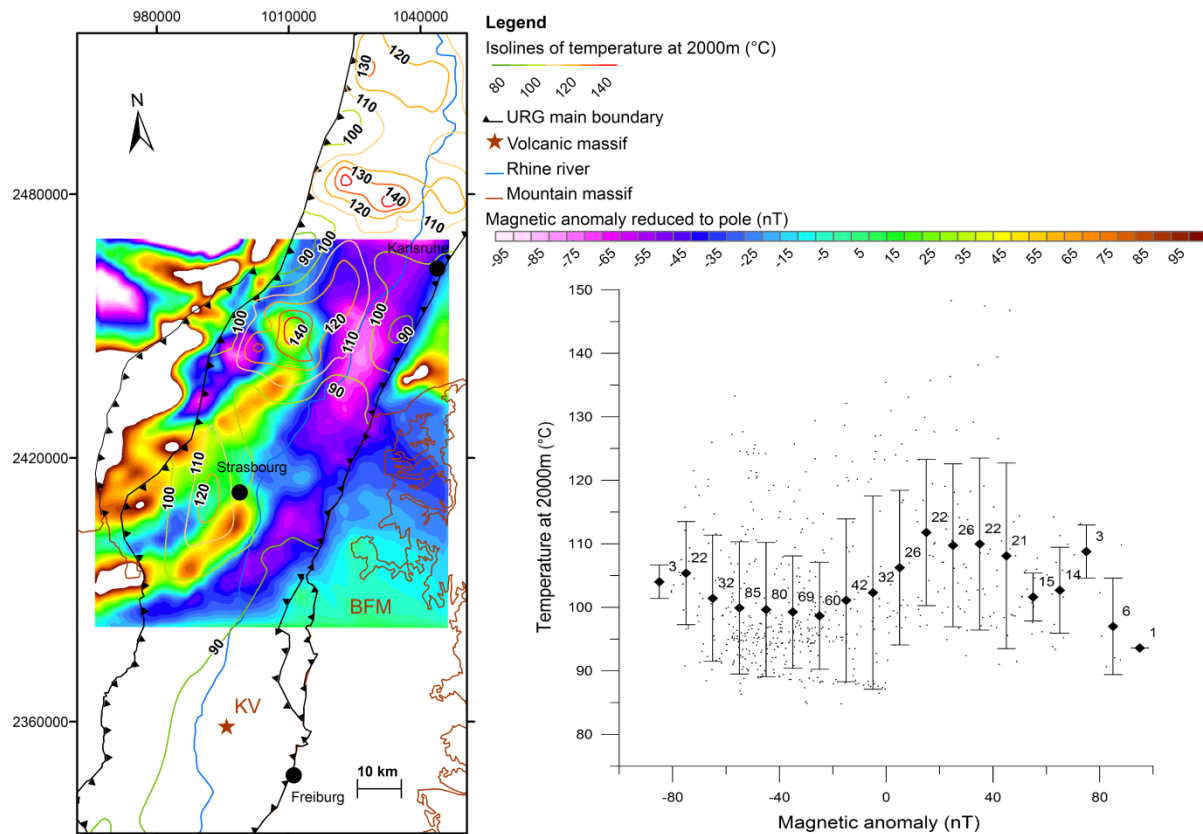 980000 1010000 1040000
2480000
2420000
2360000
N
130
120
110
100
130
140
120
110
90
100
Karlsruhe
100
140
120
110
100
90
90
110
Strasbourg
100
120
BFM
90
KV
10 km
Freiburg
Legend
Isolines of temperature at 2000m (°C)
80 100 120 140
URG main boundary
Volcanic massif
Rhine river
Mountain massif
Magnetic anomaly reduced to pole (nT)
-95 -85 -75 -65 -55 -45 -35 -25 -15 -5 5 15 25 35 45 55 65 75 85 95
Temperature at 2000m (°C)
150
140
130
120
110
100
90
80
3 22 32 85 80 69 60 42 32 26 22 26 22 21 15 14 3 6 1
-80 -40 0 40 80
Magnetic anomaly (nT)